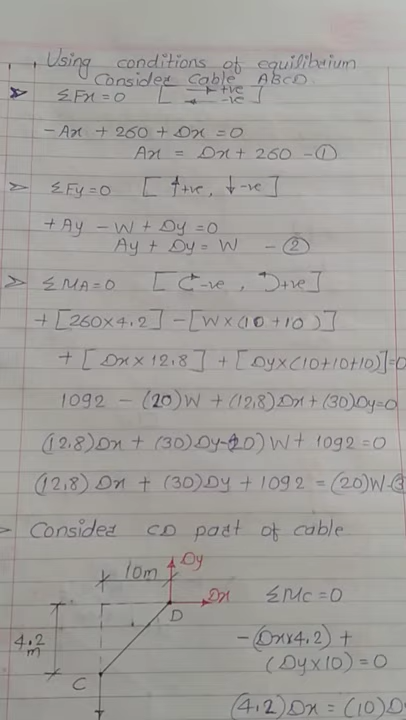 Using conditions of equilibrium
Consider Cable ABCD.
> ΣFx=0 [ → +ve ← -ve ]
-Ax + 260 + Dx = 0
Ax = Dx + 260 - ①
> ΣFy=0 [ ↑+ve, ↓-ve ]
+ Ay - W + Dy = 0
Ay + Dy = W - ②
> ΣMA=0 [ ↻-ve , ↺+ve ]
+ [260×4.2] - [W×(10+10)]
+ [Dx×12.8] + [Dy×(10+10+10)]=0
1092 - (20)W + (12.8)Dx + (30)Dy=0
(12.8)Dx + (30)Dy-(20)W + 1092 = 0
(12.8) Dx + (30)Dy + 1092 = (20)W-③
> Consider CD part of cable
Dy
10m
Dx
ΣMc=0
D
4.2
m
-(Dx×4.2) +
(Dy×10) = 0
C
(4.2)Dx = (10)D